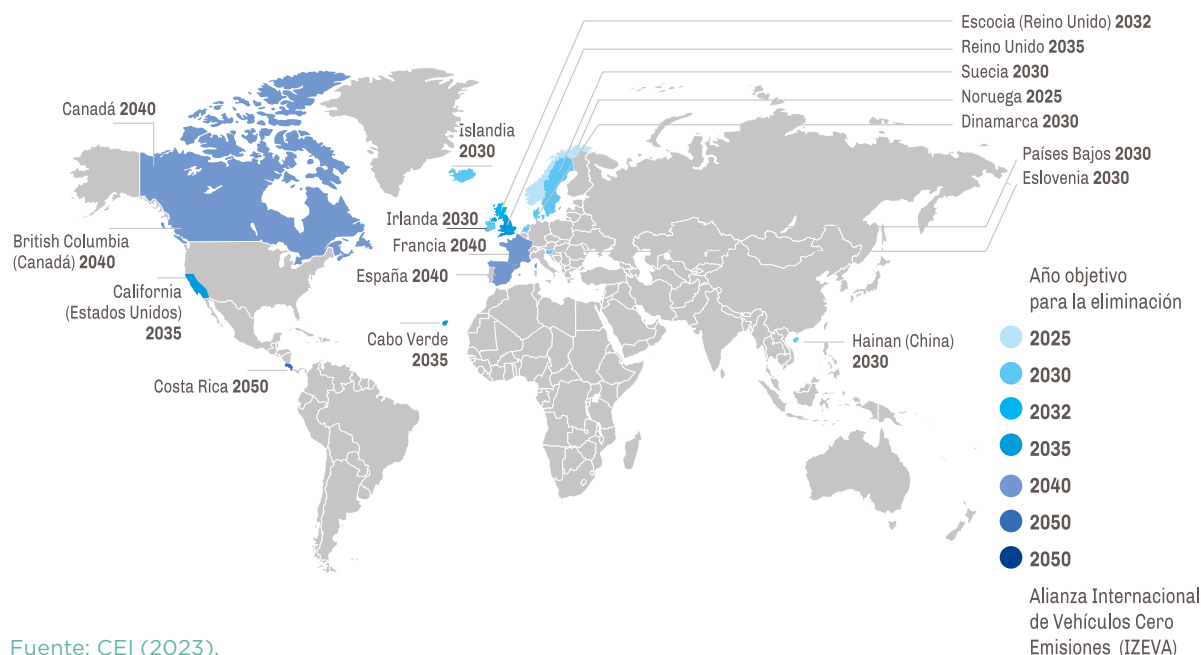 Escocia (Reino Unido) 2032
Reino Unido 2035
Suecia 2030
Noruega 2025
Dinamarca 2030
Países Bajos 2030
Eslovenia 2030
Canadá 2040
Islandia
2030
British Columbia
(Canadá) 2040
Irlanda 2030
Francia 2040
España 2040
California
(Estados Unidos)
2035
Cabo Verde
2035
Hainan (China)
2030
Costa Rica 2050
Año objetivo
para la eliminación
2025
2030
2032
2035
2040
2050
2050
Alianza Internacional
de Vehículos Cero
Emisiones (IZEVA)
Fuente: CEI (2023).